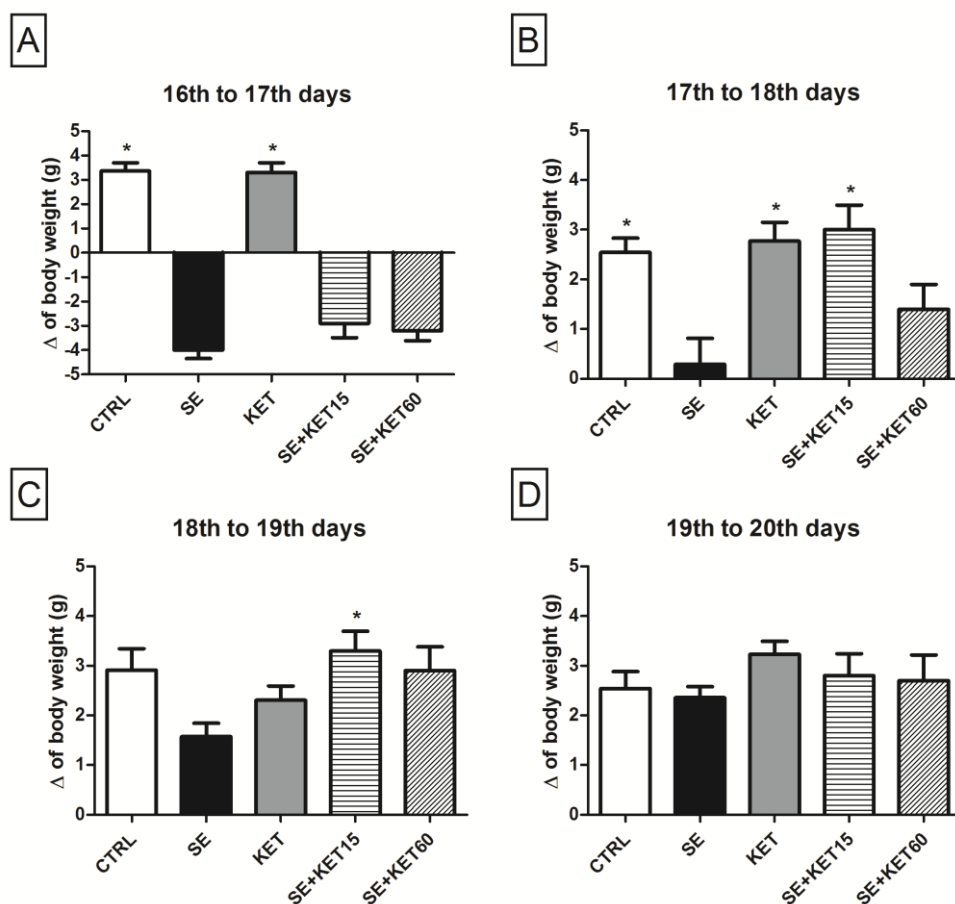 A
16th to 17th days
Δ of body weight (g)
5
4
3
2
1
0
-1
-2
-3
-4
-5
*
*
CTRL
SE
KET
SE+KET15
SE+KET60
B
17th to 18th days
Δ of body weight (g)
5
4
3
2
1
0
*
*
*
CTRL
SE
KET
SE+KET15
SE+KET60
C
18th to 19th days
Δ of body weight (g)
5
4
3
2
1
0
*
CTRL
SE
KET
SE+KET15
SE+KET60
D
19th to 20th days
Δ of body weight (g)
5
4
3
2
1
0
CTRL
SE
KET
SE+KET15
SE+KET60